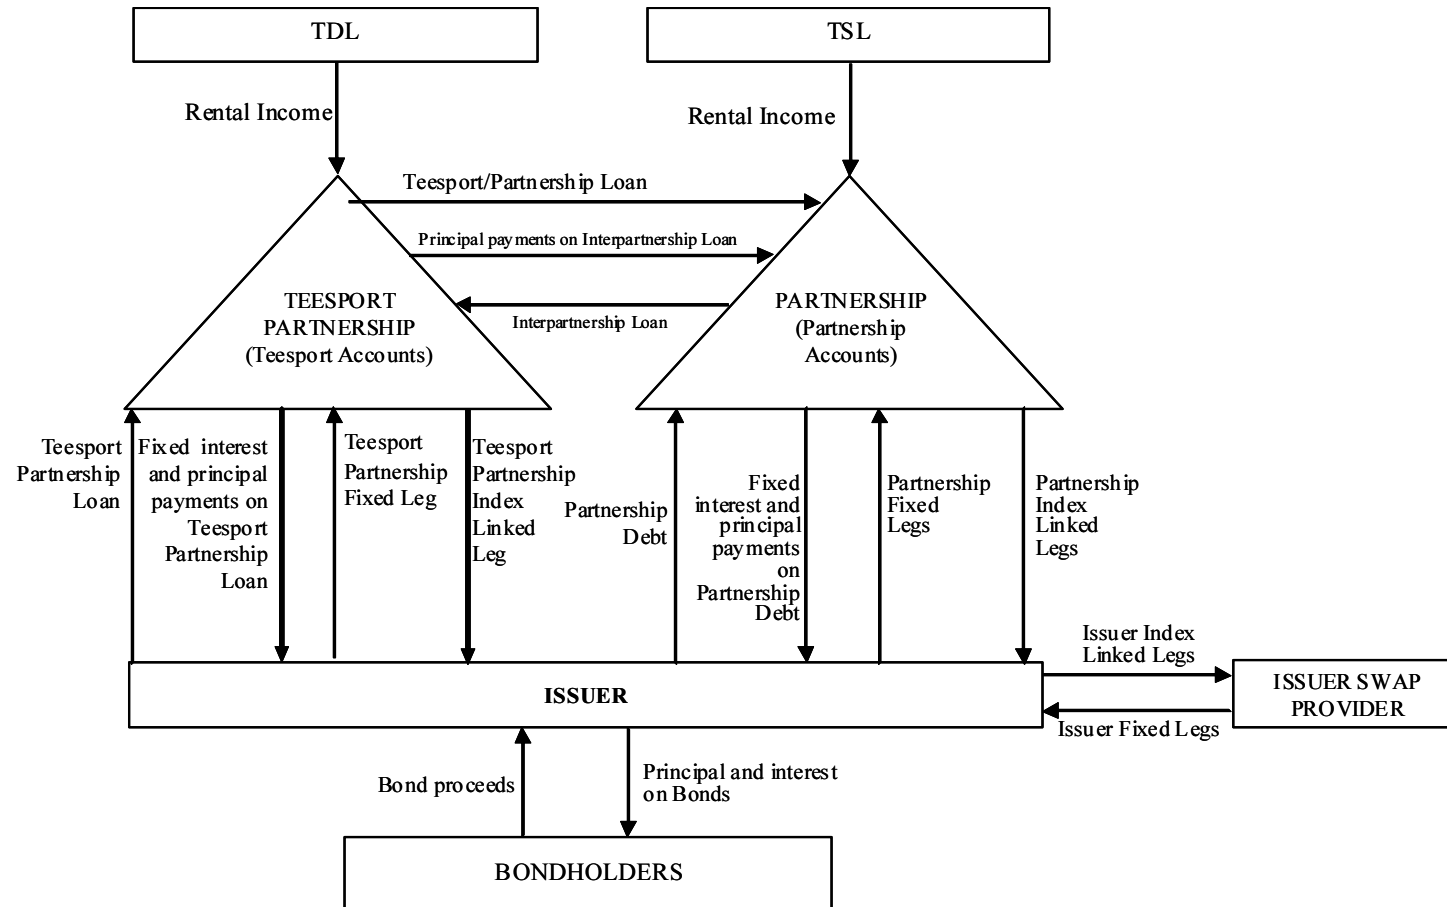 TDL
TSL
Rental Income
Rental Income
Teesport/Partnership Loan
Principal payments on Interpartnership Loan
Interpartnership Loan
TEESPORT
PARTNERSHIP
(Teesport Accounts)
PARTNERSHIP
(Partnership
Accounts)
Teesport
Partnership
Loan
Fixed interest
and principal
payments on
Teesport
Partnership
Loan
Teesport
Partnership
Fixed Leg
Teesport
Partnership
Index
Linked
Leg
Partnership
Debt
Fixed
interest and
principal
payments
on
Partnership
Debt
Partnership
Fixed
Legs
Partnership
Index
Linked
Legs
Issuer Index
Linked Legs
ISSUER
ISSUER SWAP
PROVIDER
Issuer Fixed Legs
Bond proceeds
Principal and interest
on Bonds
BONDHOLDERS